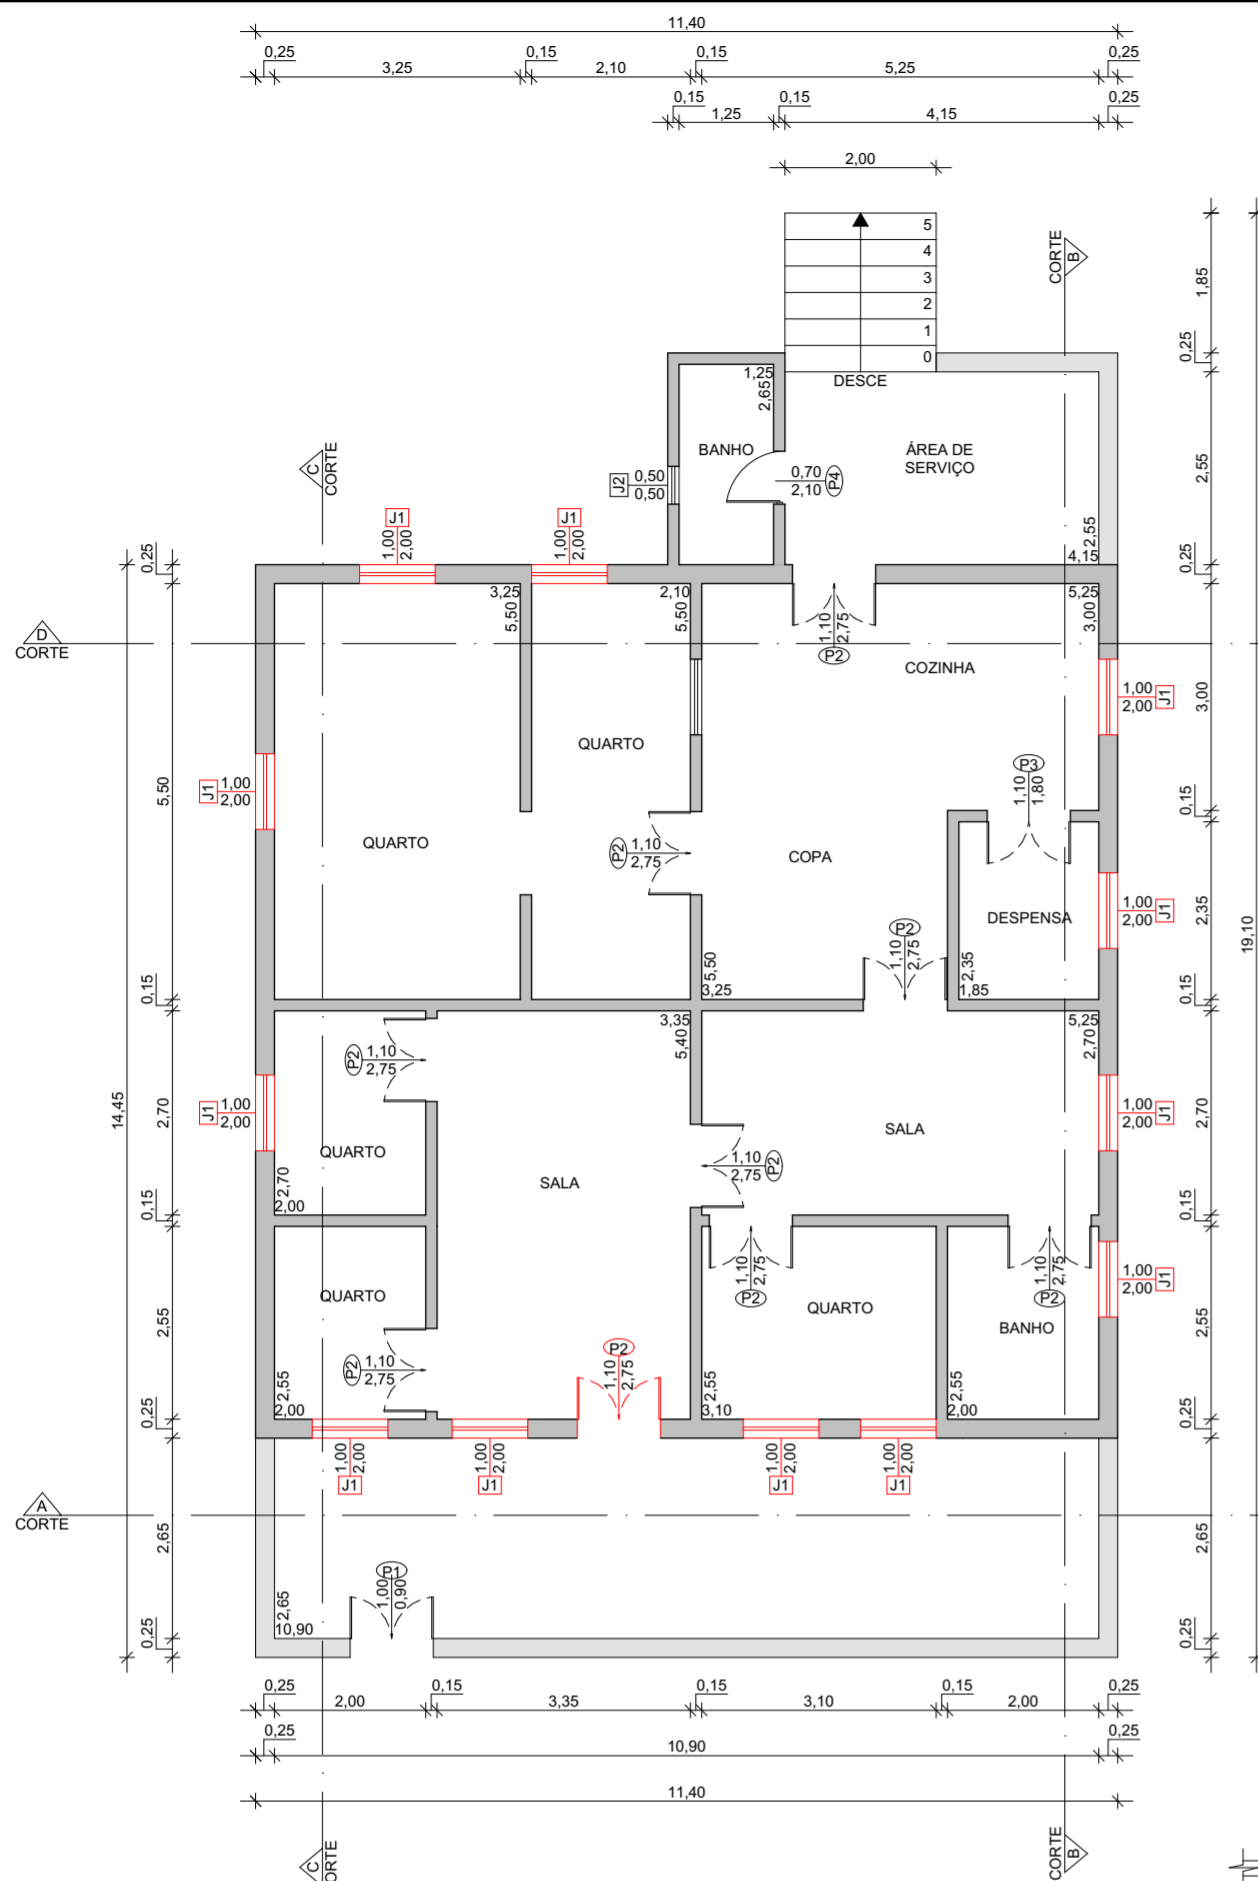 11,40
0,25 3,25 0,15 2,10 0,15 5,25 0,25
0,15 1,25 0,15 4,15 0,25
2,00
5
4
3
2
1
0
DESCE
CORTE B
1,85
0,25
2,55
0,25
3,00
0,15
2,35
0,15
2,70
0,15
2,55
0,25
2,65
0,25
19,10
C CORTE
1,25
2,65
BANHO
J2 0,50
0,50
0,70 P4
2,10
ÁREA DE
SERVIÇO
2,55
4,15
J1
1,00
2,00
J1
1,00
2,00
0,25
5,50
0,15
2,70
0,15
2,55
0,25
2,65
0,25
14,45
3,25
5,50
2,10
5,50
5,25
3,00
D
CORTE
1,10
2,75
P2
COZINHA
1,00
2,00 J1
QUARTO
J1 1,00
2,00
P3
1,10
1,80
QUARTO
P2 1,10
2,75
COPA
1,00
2,00 J1
DESPENSA
P2
1,10
2,75
5,50
3,25
2,35
1,85
3,35
5,40
5,25
2,70
P2 1,10
2,75
J1 1,00
2,00
1,00
2,00 J1
QUARTO
SALA
SALA
1,10
2,75 P2
2,70
2,00
1,10
2,75
P2
1,10
2,75
P2
1,00
2,00 J1
QUARTO
QUARTO
BANHO
P2
1,10
2,75
P2 1,10
2,75
2,55
2,00
2,55
3,10
2,55
2,00
1,00
2,00
J1
1,00
2,00
J1
1,00
2,00
J1
1,00
2,00
J1
A
CORTE
P1
1,00
0,90
2,65
10,90
0,25 2,00 0,15 3,35 0,15 3,10 0,15 2,00 0,25
0,25 10,90 0,25
11,40
C
CORTE
CORTE B